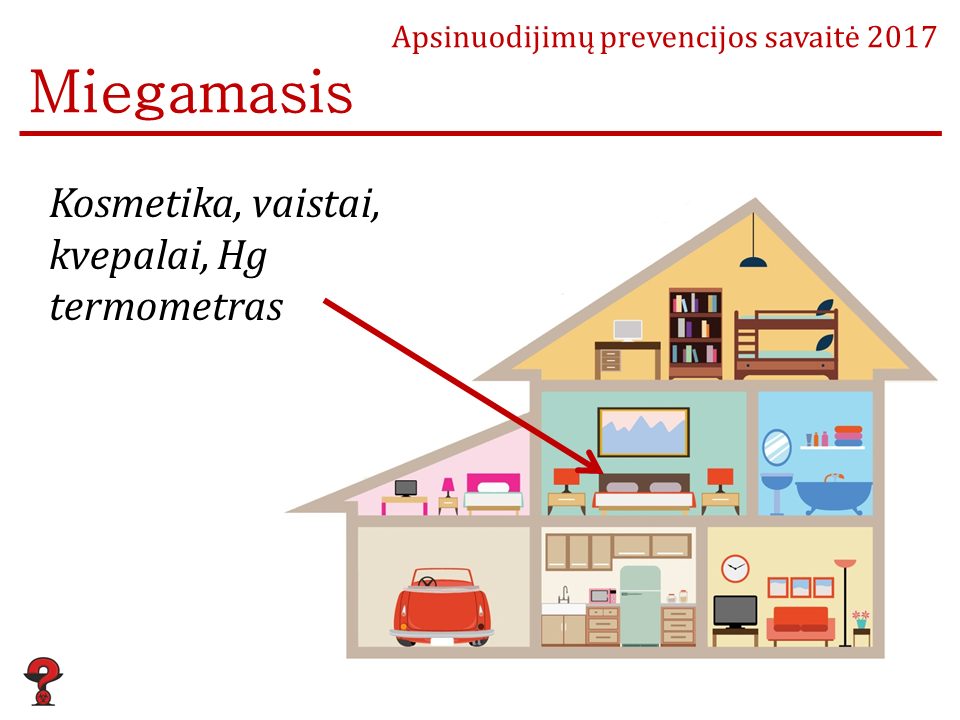 Apsinuodijimų prevencijos savaitė 2017
Miegamasis
Kosmetika, vaistai,
kvepalai, Hg
termometras